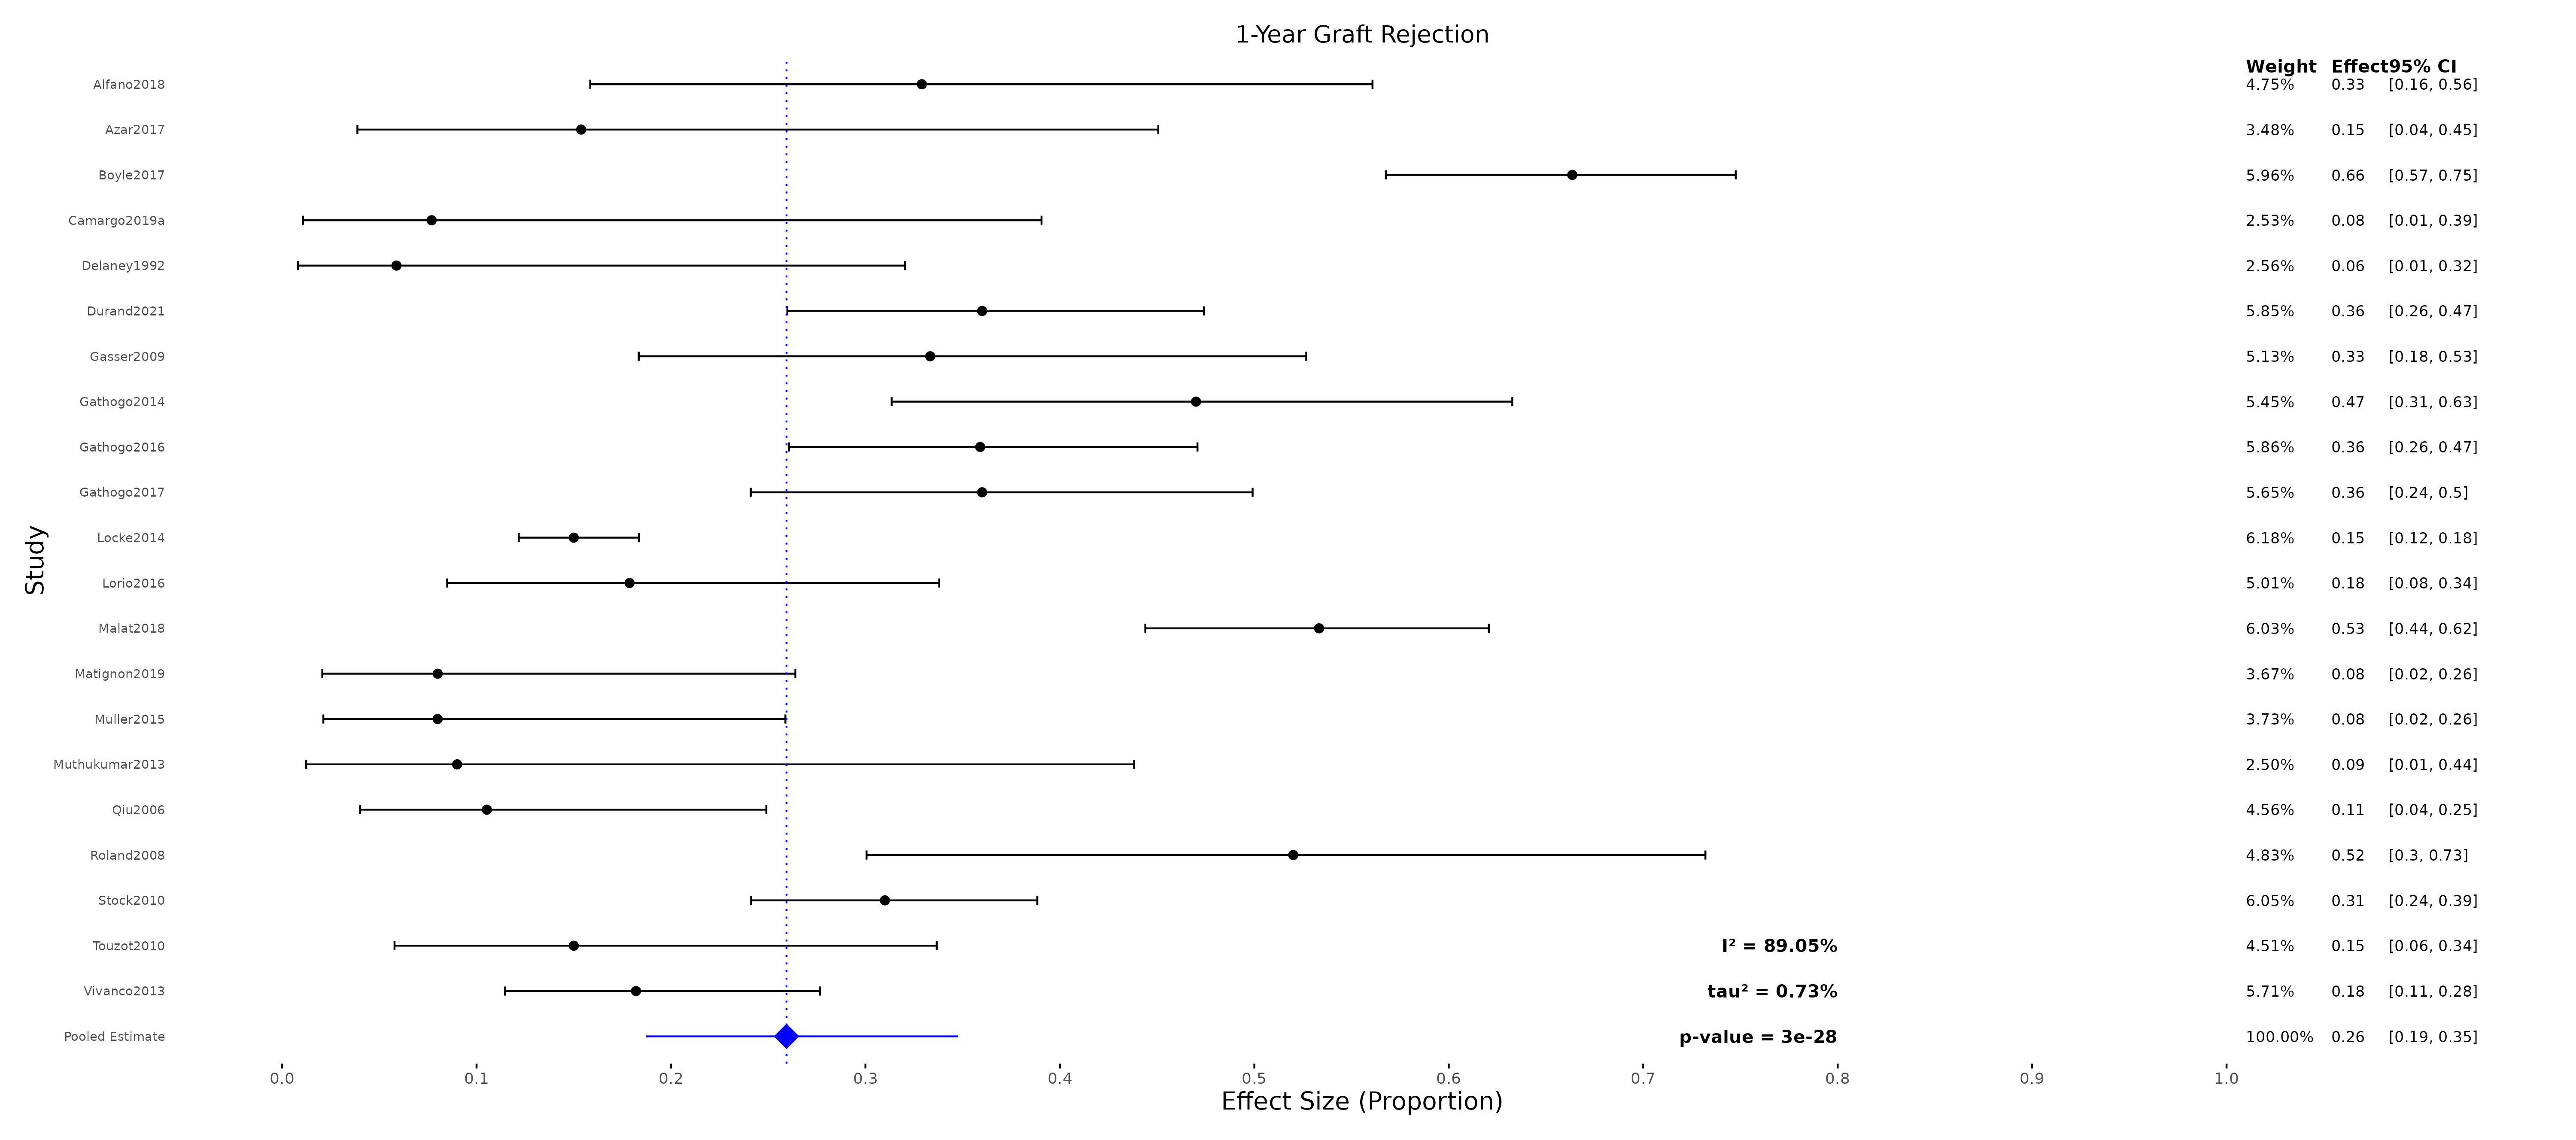 1-Year Graft Rejection
Weight Effect 95% CI
Alfano2018 4.75% 0.33 [0.16, 0.56]
Azar2017 3.48% 0.15 [0.04, 0.45]
Boyle2017 5.96% 0.66 [0.57, 0.75]
Camargo2019a 2.53% 0.08 [0.01, 0.39]
Delaney1992 2.56% 0.06 [0.01, 0.32]
Durand2021 5.85% 0.36 [0.26, 0.47]
Gasser2009 5.13% 0.33 [0.18, 0.53]
Gathogo2014 5.45% 0.47 [0.31, 0.63]
Gathogo2016 5.86% 0.36 [0.26, 0.47]
Gathogo2017 5.65% 0.36 [0.24, 0.5]
Locke2014 6.18% 0.15 [0.12, 0.18]
Study
Lorio2016 5.01% 0.18 [0.08, 0.34]
Malat2018 6.03% 0.53 [0.44, 0.62]
Matignon2019 3.67% 0.08 [0.02, 0.26]
Muller2015 3.73% 0.08 [0.02, 0.26]
Muthukumar2013 2.50% 0.09 [0.01, 0.44]
Qiu2006 4.56% 0.11 [0.04, 0.25]
Roland2008 4.83% 0.52 [0.3, 0.73]
Stock2010 6.05% 0.31 [0.24, 0.39]
Touzot2010 I² = 89.05% 4.51% 0.15 [0.06, 0.34]
Vivanco2013 tau² = 0.73% 5.71% 0.18 [0.11, 0.28]
Pooled Estimate p-value = 3e-28 100.00% 0.26 [0.19, 0.35]
0.0 0.1 0.2 0.3 0.4 0.5 0.6 0.7 0.8 0.9 1.0
Effect Size (Proportion)